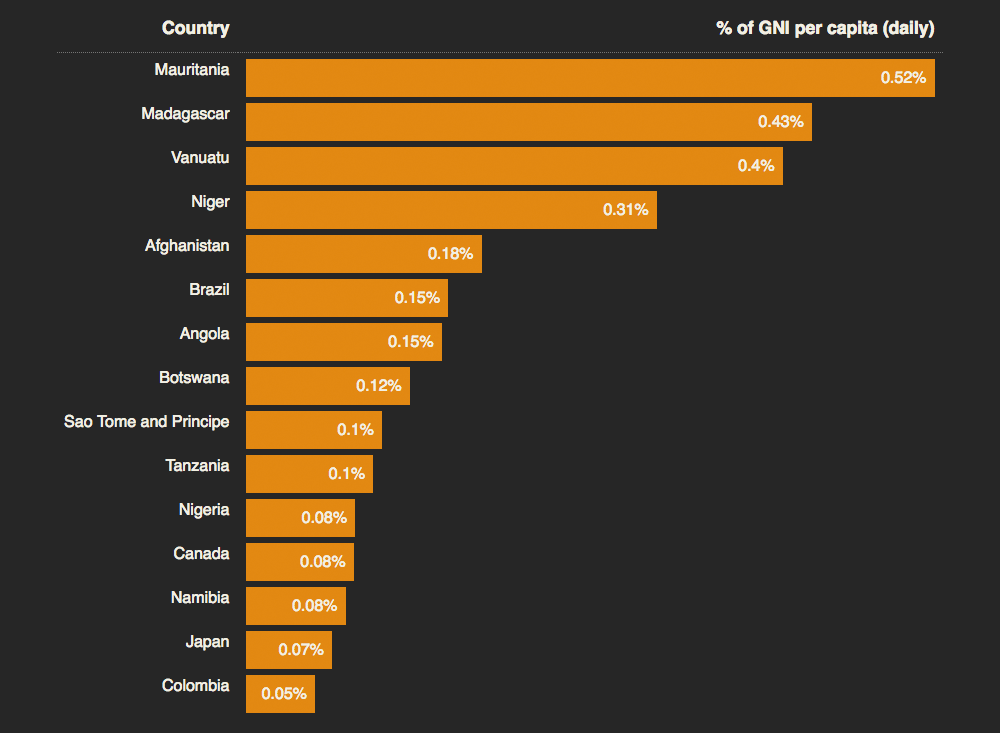 Country % of GNI per capita (daily)
Mauritania 0.52%
Madagascar 0.43%
Vanuatu 0.4%
Niger 0.31%
Afghanistan 0.18%
Brazil 0.15%
Angola 0.15%
Botswana 0.12%
Sao Tome and Principe 0.1%
Tanzania 0.1%
Nigeria 0.08%
Canada 0.08%
Namibia 0.08%
Japan 0.07%
Colombia 0.05%